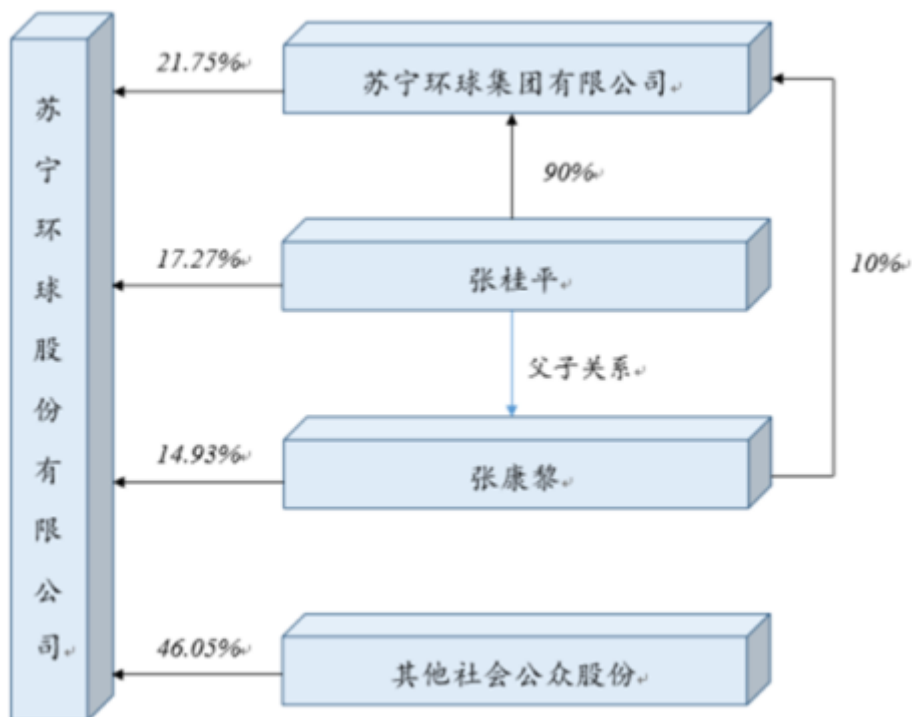 苏宁环球股份有限公司
21.75%
苏宁环球集团有限公司
90%
17.27%
张桂平
10%
父子关系
14.93%
张康黎
46.05%
其他社会公众股份